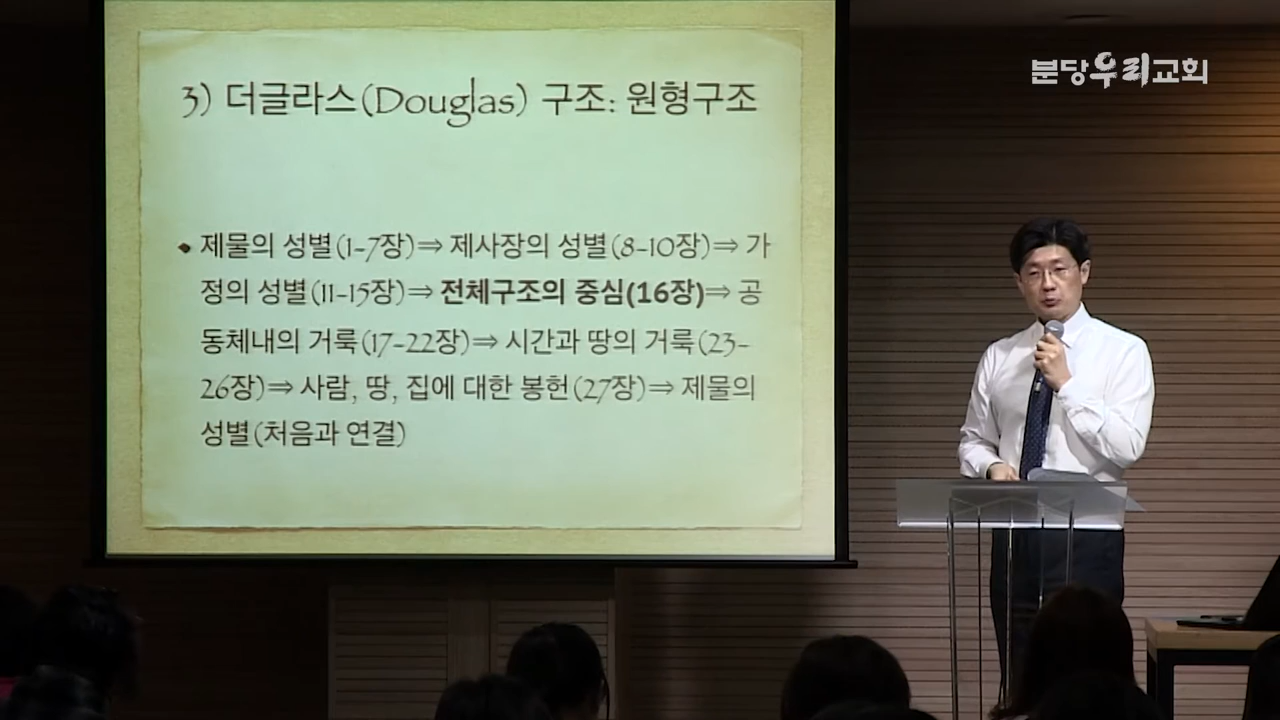 분당우리교회
3) 더글라스(Douglas) 구조: 원형구조
제물의 성별(1-7장)⇒ 제사장의 성별(8-10장)⇒ 가
정의 성별(11-15장)⇒ 전체구조의 중심(16장)⇒ 공
동체내의 거룩(17-22장)⇒ 시간과 땅의 거룩(23-
26장)⇒ 사람, 땅, 집에 대한 봉헌(27장)⇒ 제물의
성별(처음과 연결)